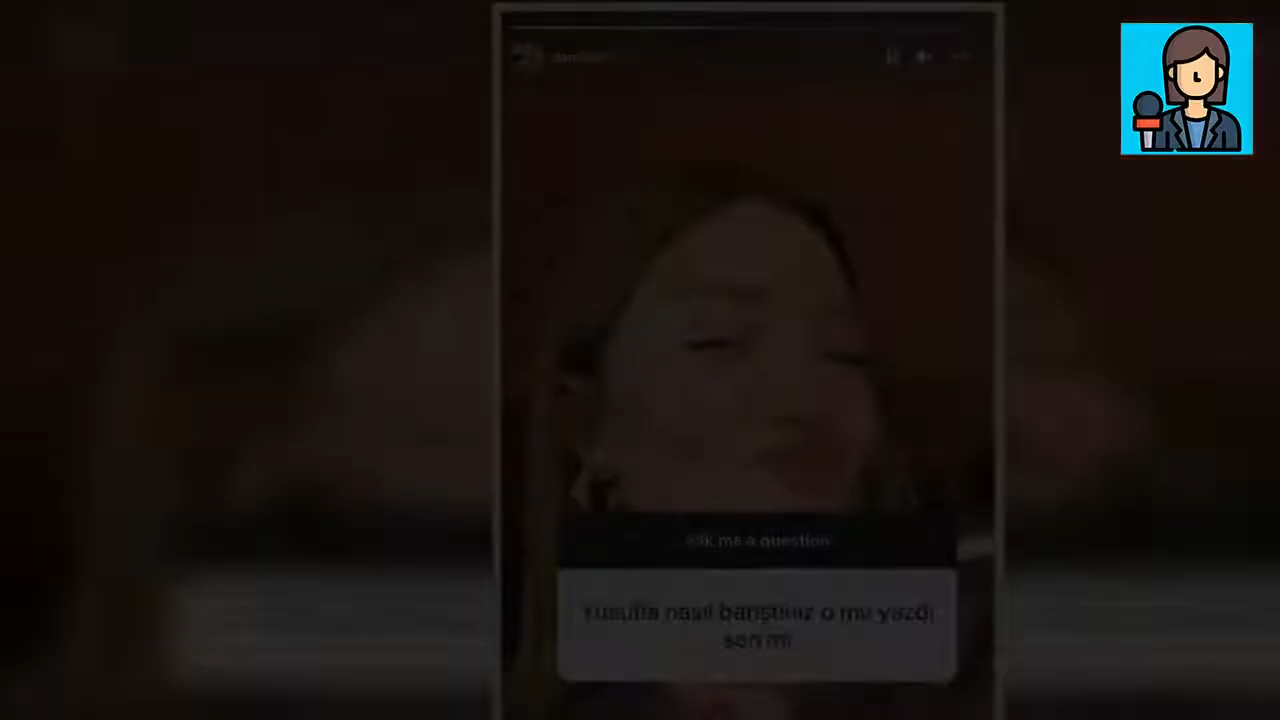 ask me a question
nasıl barıştınız o mu yazdı
sen mi